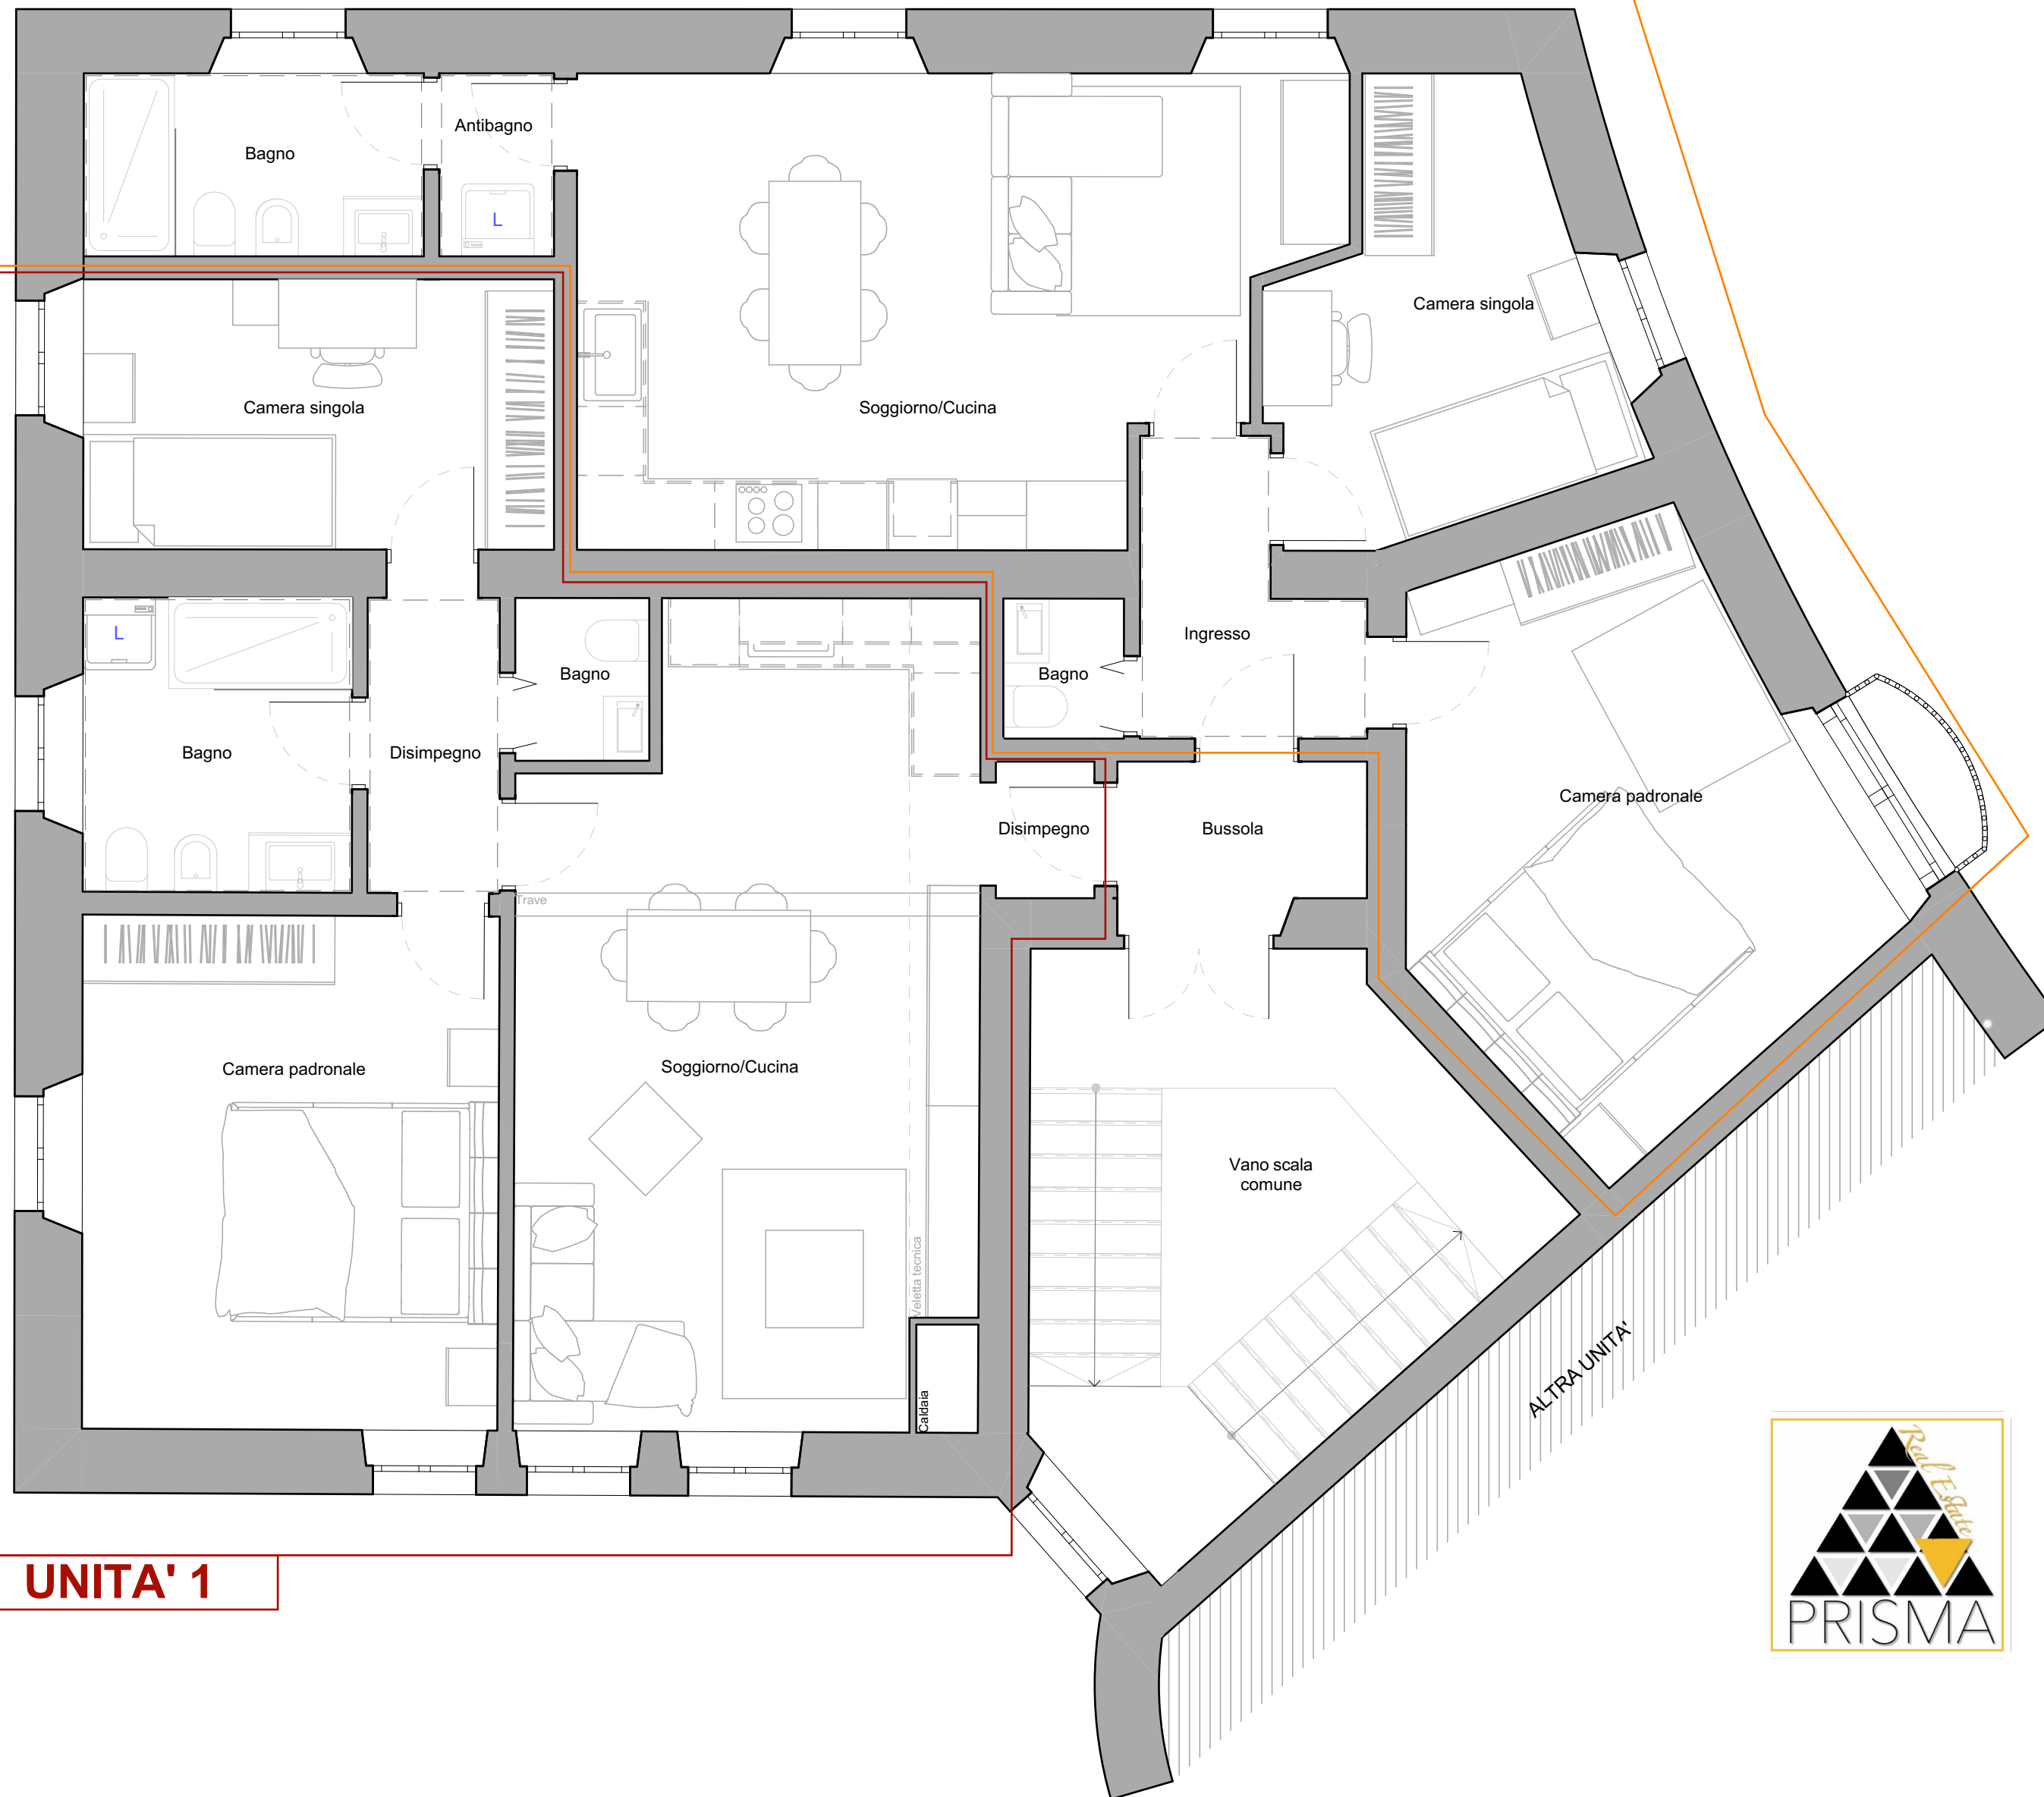 Antibagno
Bagno
L
Camera singola
Camera singola
Soggiorno/Cucina
L
Bagno
Bagno
Ingresso
Bagno
Disimpegno
Camera padronale
Disimpegno
Bussola
Trave
Camera padronale
Soggiorno/Cucina
Vano scala
comune
Veletta tecnica
Caldaia
ALTRA UNITA'
UNITA' 1
Real Estate
PRISMA